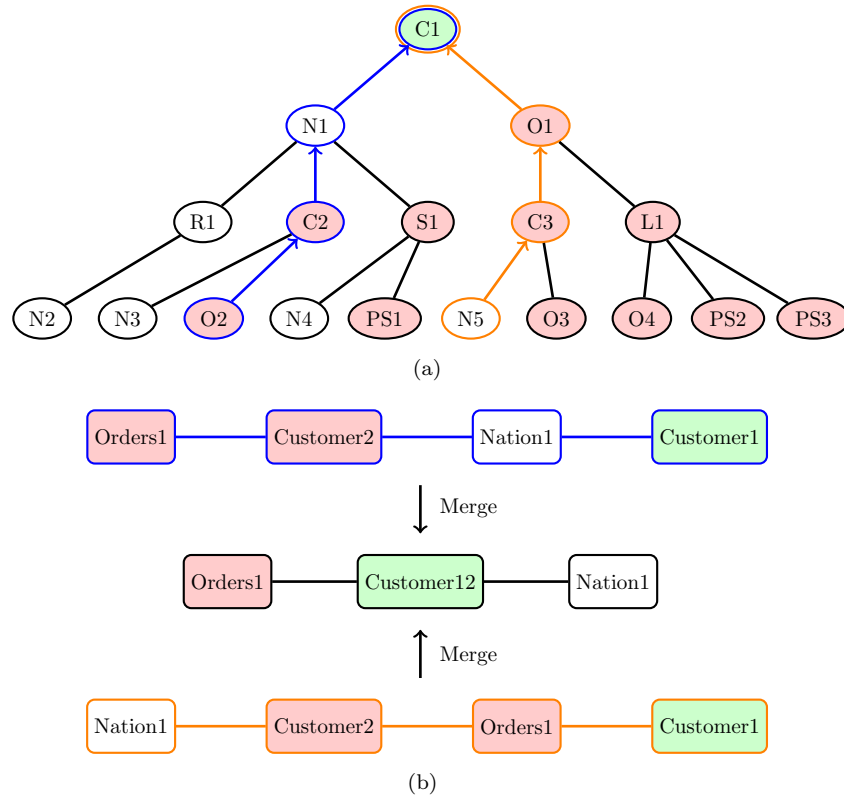 C1
N1 O1
R1 C2 S1 C3 L1
N2 N3 O2 N4 PS1 N5 O3 O4 PS2 PS3
(a)
Orders1 Customer2 Nation1 Customer1
Merge
Orders1 Customer12 Nation1
Merge
Nation1 Customer2 Orders1 Customer1
(b)